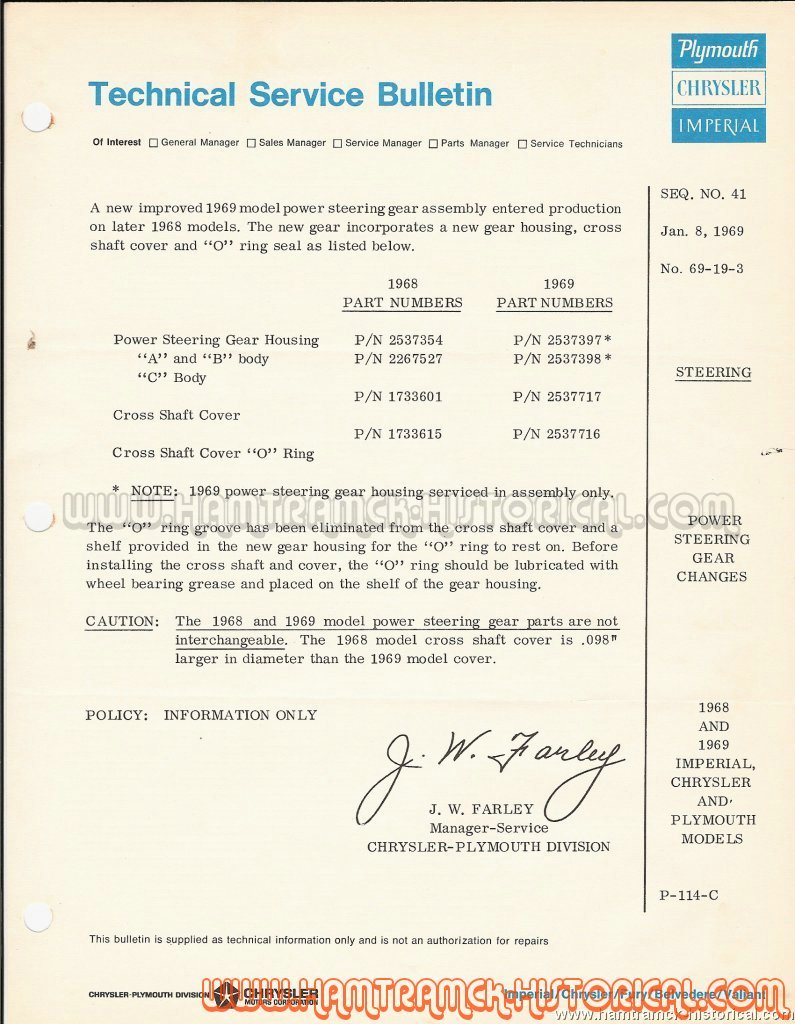 Plymouth
CHRYSLER
IMPERIAL
Technical Service Bulletin
Of Interest □ General Manager □ Sales Manager □ Service Manager □ Parts Manager □ Service Technicians
SEQ. NO. 41
Jan. 8, 1969
No. 69-19-3
STEERING
POWER
STEERING
GEAR
CHANGES
1968
AND
1969
IMPERIAL,
CHRYSLER
AND
PLYMOUTH
MODELS
P-114-C
A new improved 1969 model power steering gear assembly entered production
on later 1968 models. The new gear incorporates a new gear housing, cross
shaft cover and "O" ring seal as listed below.
1968 1969
PART NUMBERS PART NUMBERS
Power Steering Gear Housing P/N 2537354 P/N 2537397*
"A" and "B" body P/N 2267527 P/N 2537398*
"C" Body
P/N 1733601 P/N 2537717
Cross Shaft Cover
P/N 1733615 P/N 2537716
Cross Shaft Cover "O" Ring
* NOTE: 1969 power steering gear housing serviced in assembly only.
www.HAMTRAMCK-HISTORICAL.com
The "O" ring groove has been eliminated from the cross shaft cover and a
shelf provided in the new gear housing for the "O" ring to rest on. Before
installing the cross shaft and cover, the "O" ring should be lubricated with
wheel bearing grease and placed on the shelf of the gear housing.
CAUTION: The 1968 and 1969 model power steering gear parts are not
interchangeable. The 1968 model cross shaft cover is .098"
larger in diameter than the 1969 model cover.
POLICY: INFORMATION ONLY
J. W. Farley
J. W. FARLEY
Manager-Service
CHRYSLER-PLYMOUTH DIVISION
This bulletin is supplied as technical information only and is not an authorization for repairs
CHRYSLER-PLYMOUTH DIVISION CHRYSLER
MOTORS CORPORATION
Imperial/Chrysler/Fury/Belvedere/Valiant
www.HAMTRAMCK-HISTORICAL.com
www.hamtramck-historical.com